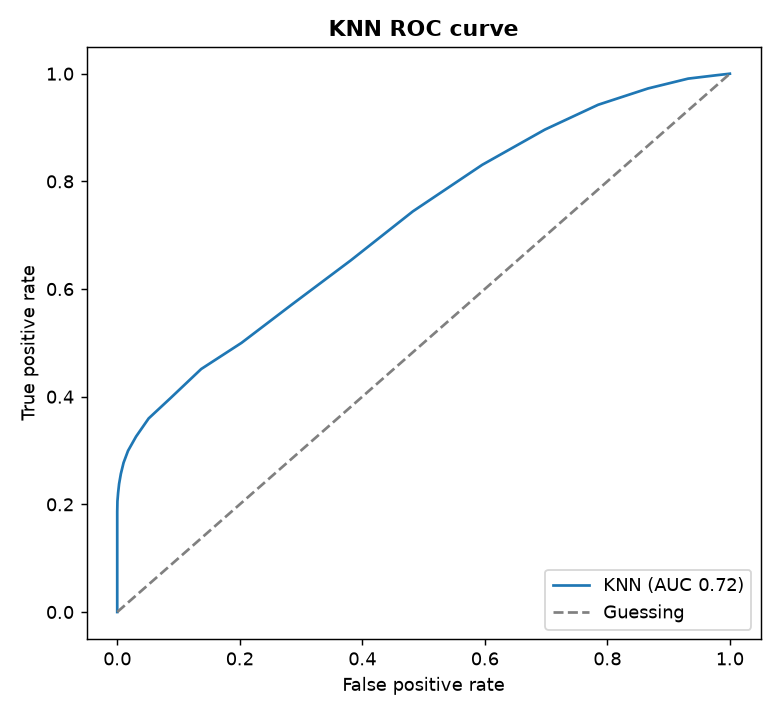 KNN ROC curve
True positive rate
1.0
0.8
0.6
0.4
0.2
0.0
KNN (AUC 0.72)
Guessing
0.0 0.2 0.4 0.6 0.8 1.0
False positive rate